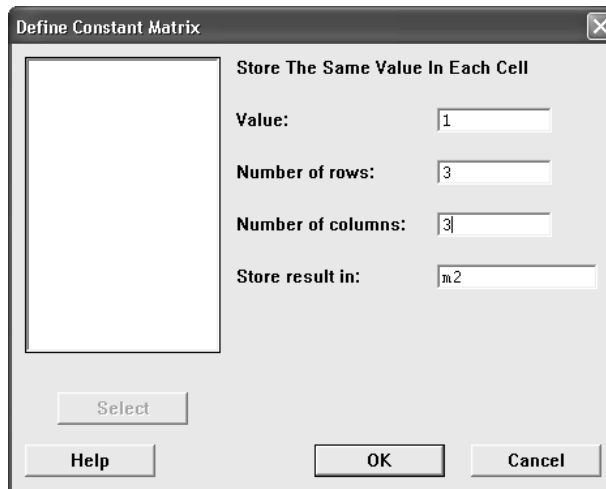 Define Constant Matrix
Store The Same Value In Each Cell
Value: 1
Number of rows: 3
Number of columns: 3
Store result in: m2
Select
Help OK Cancel